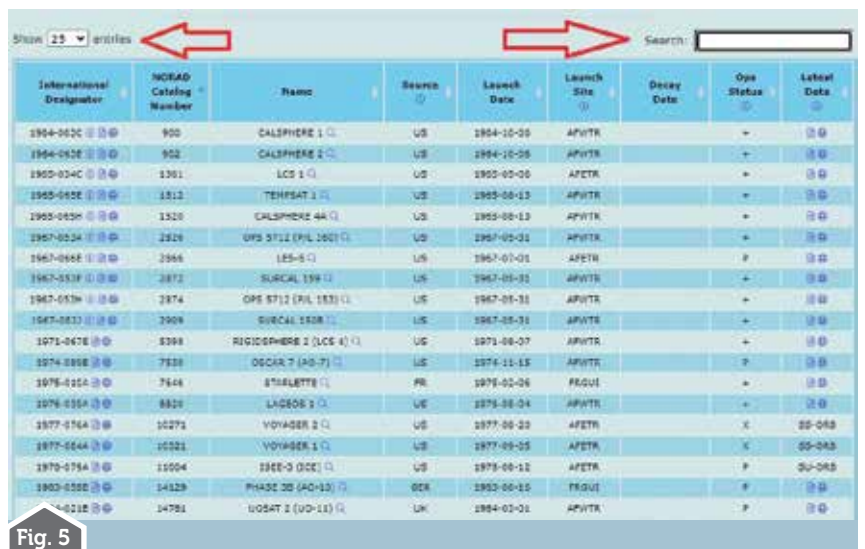 Show 25 entries Search:
International Designator NORAD Catalog Number Name Source Launch Date Launch Site Decay Date Ops Status Latest Data
1964-063C 900 CALSPHERE 1 US 1964-10-06 AFWTR +
1964-063E 902 CALSPHERE 2 US 1964-10-06 AFWTR +
1965-034C 1361 LCS 1 US 1965-05-06 AFETR +
1965-065E 1512 TEMPSAT 1 US 1965-08-13 AFWTR +
1965-065H 1520 CALSPHERE 4A US 1965-08-13 AFWTR +
1967-053A 2826 OPS 5712 (P/L 160) US 1967-05-31 AFWTR +
1967-066E 2866 LES-5 US 1967-07-01 AFETR P
1967-053F 2872 SURCAL 159 US 1967-05-31 AFWTR +
1967-053H 2874 OPS 5712 (P/L 153) US 1967-05-31 AFWTR +
1967-053J 2909 SURCAL 150B US 1967-05-31 AFWTR +
1971-067E 5398 RIGIDSPHERE 2 (LCS 4) US 1971-08-07 AFWTR +
1974-089B 7530 OSCAR 7 (AO-7) US 1974-11-15 AFWTR P
1975-010A 7646 STARLETTE FR 1975-02-06 FRGUI +
1976-039A 8820 LAGEOS 1 US 1976-05-04 AFWTR +
1977-076A 10271 VOYAGER 2 US 1977-08-20 AFETR X SS-ORB
1977-084A 10321 VOYAGER 1 US 1977-09-05 AFETR X SS-ORB
1978-079A 11004 ISEE-3 (ICE) US 1978-08-12 AFETR P SU-ORB
1983-058B 14129 PHASE 3B (AO-10) GER 1983-06-16 FRGUI P
021B 14781 UOSAT 2 (UO-11) UK 1984-03-01 AFWTR P
Fig. 5